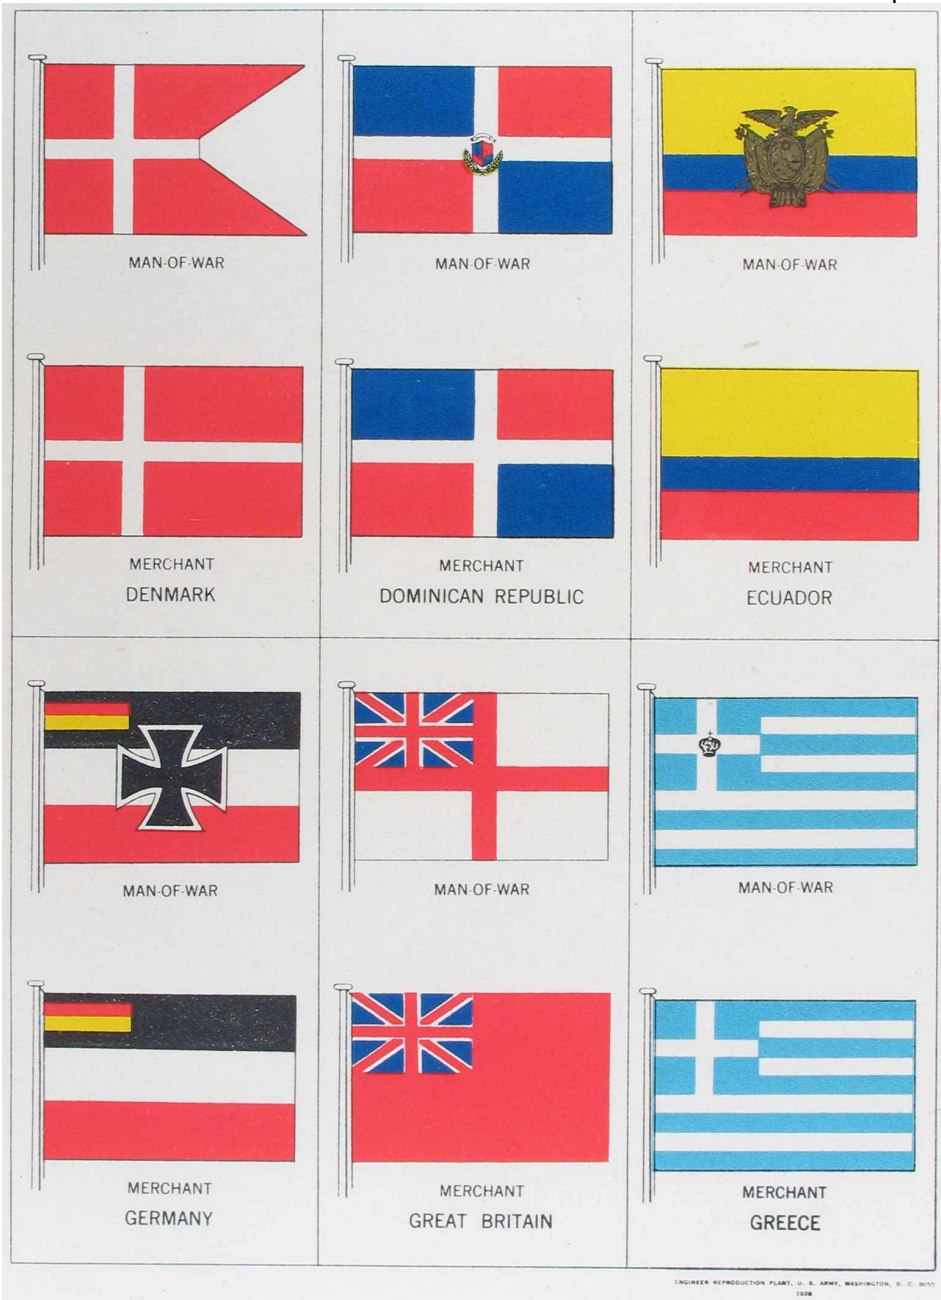 MAN-OF-WAR
MAN-OF-WAR
MAN-OF-WAR
MERCHANT
DENMARK
MERCHANT
DOMINICAN REPUBLIC
MERCHANT
ECUADOR
MAN-OF-WAR
MAN-OF-WAR
MAN-OF-WAR
MERCHANT
GERMANY
MERCHANT
GREAT BRITAIN
MERCHANT
GREECE
ENGINEER REPRODUCTION PLANT, U. S. ARMY, WASHINGTON, D. C.
1928